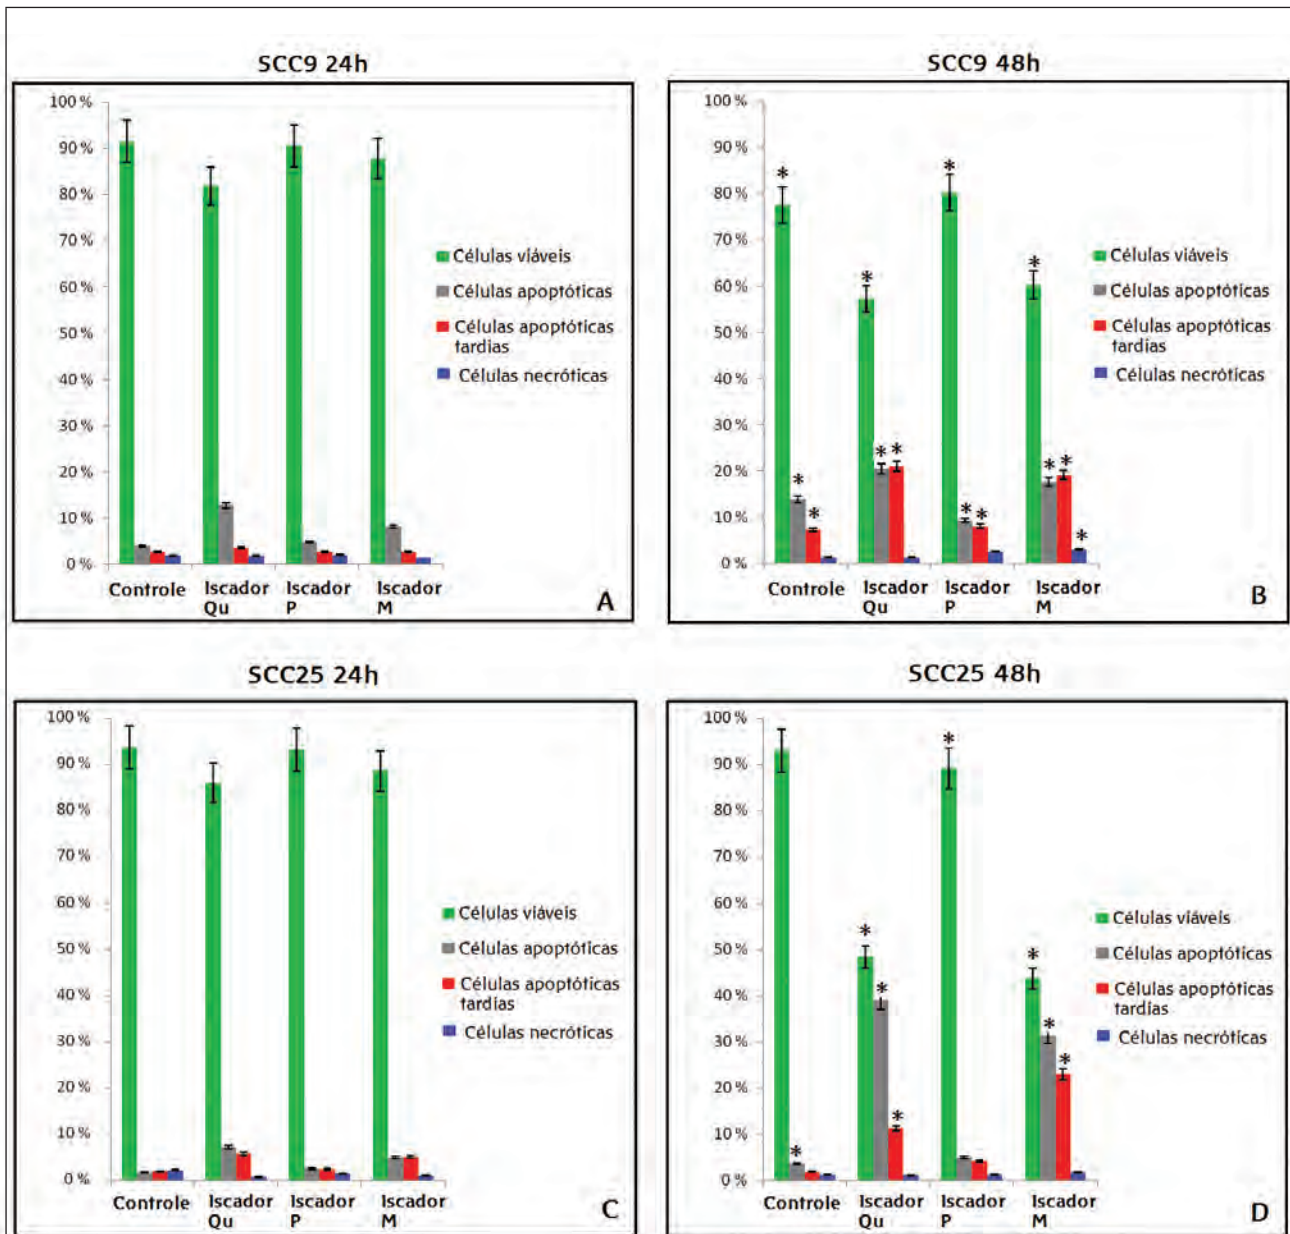 SCC9 24h
100 %
90 %
80 %
70 %
60 %
50 %
40 %
30 %
20 %
10 %
0 %
Células viáveis
Células apoptóticas
Células apoptóticas
tardias
Células necróticas
Controle Iscador Iscador Iscador
Qu P M
A
SCC9 48h
100 %
90 %
80 %
70 %
60 %
50 %
40 %
30 %
20 %
10 %
0 %
* * * *
* * * * * * * * *
Células viáveis
Células apoptóticas
Células apoptóticas
tardias
Células necróticas
Controle Iscador Iscador Iscador
Qu P M
B
SCC25 24h
100 %
90 %
80 %
70 %
60 %
50 %
40 %
30 %
20 %
10 %
0 %
Células viáveis
Células apoptóticas
Células apoptóticas
tardias
Células necróticas
Controle Iscador Iscador Iscador
Qu P M
C
SCC25 48h
100 %
90 %
80 %
70 %
60 %
50 %
40 %
30 %
20 %
10 %
0 %
* * * * * * * *
Células viáveis
Células apoptóticas
Células apoptóticas
tardias
Células necróticas
Controle Iscador Iscador Iscador
Qu P M
D